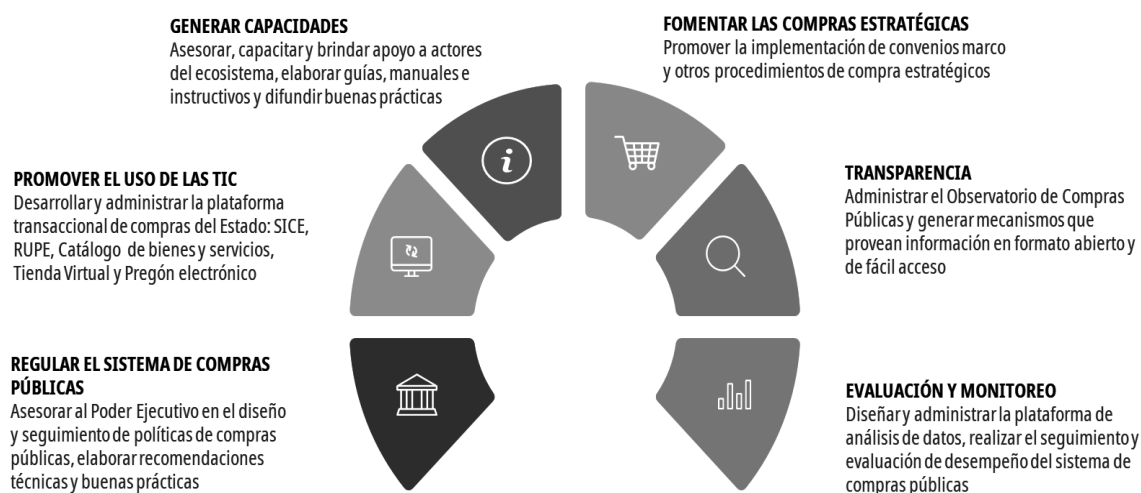 GENERAR CAPACIDADES
Asesorar, capacitar y brindar apoyo a actores
del ecosistema, elaborar guías, manuales e
instructivos y difundir buenas prácticas
FOMENTAR LAS COMPRAS ESTRATÉGICAS
Promover la implementación de convenios marco
y otros procedimientos de compra estratégicos
PROMOVER EL USO DE LAS TIC
Desarrollar y administrar la plataforma
transaccional de compras del Estado: SICE,
RUPE, Catálogo de bienes y servicios,
Tienda Virtual y Pregón electrónico
TRANSPARENCIA
Administrar el Observatorio de Compras
Públicas y generar mecanismos que
provean información en formato abierto y
de fácil acceso
REGULAR EL SISTEMA DE COMPRAS
PÚBLICAS
Asesorar al Poder Ejecutivo en el diseño
y seguimiento de políticas de compras
públicas, elaborar recomendaciones
técnicas y buenas prácticas
EVALUACIÓN Y MONITOREO
Diseñar y administrar la plataforma de
análisis de datos, realizar el seguimiento y
evaluación de desempeño del sistema de
compras públicas